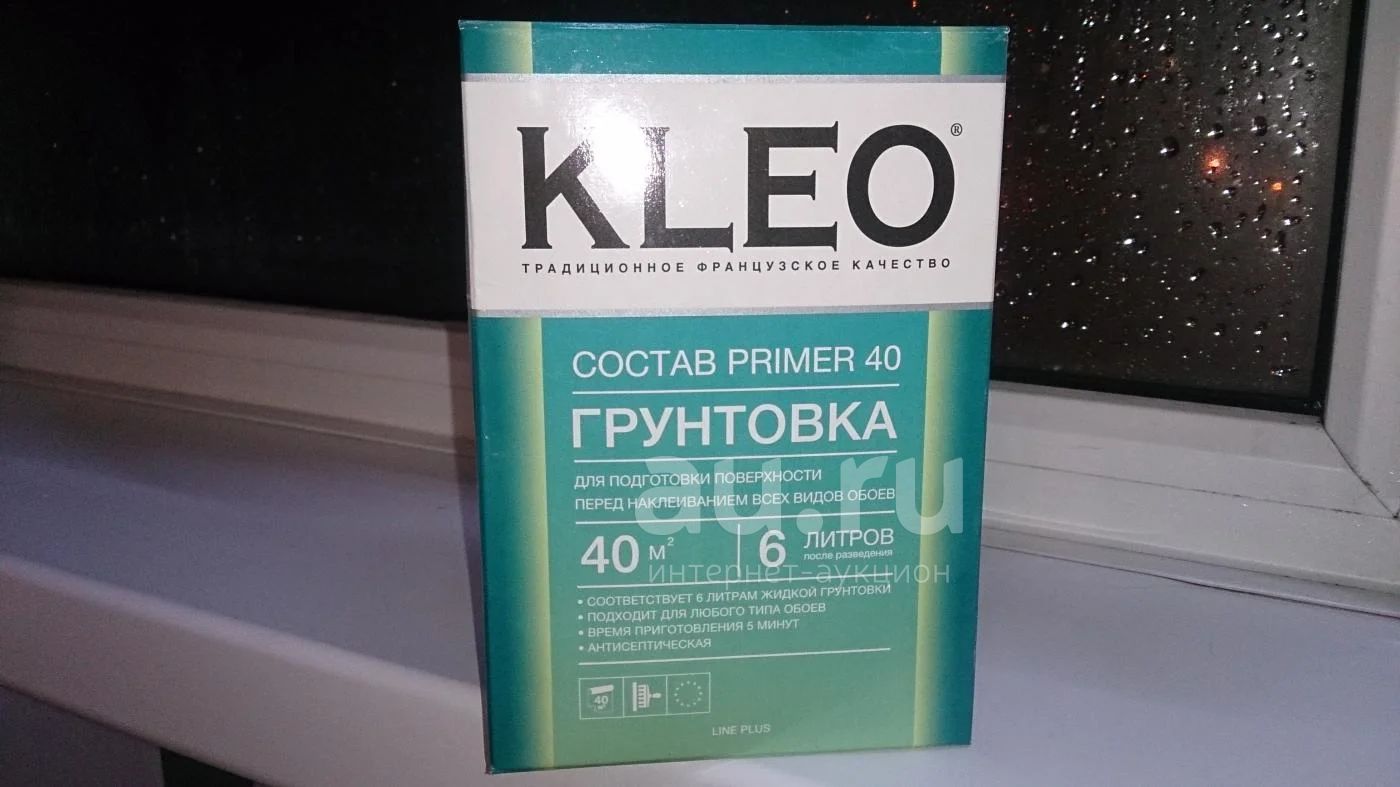 KLEO®
ТРАДИЦИОННОЕ ФРАНЦУЗСКОЕ КАЧЕСТВО
СОСТАВ PRIMER 40
ГРУНТОВКА
ДЛЯ ПОДГОТОВКИ ПОВЕРХНОСТИ
ПЕРЕД НАКЛЕИВАНИЕМ ВСЕХ ВИДОВ ОБОЕВ
au.ru
40 м² 6 ЛИТРОВ
после разведения
интернет-аукцион
• СООТВЕТСТВУЕТ 6 ЛИТРАМ ЖИДКОЙ ГРУНТОВКИ
• ПОДХОДИТ ДЛЯ ЛЮБОГО ТИПА ОБОЕВ
• ВРЕМЯ ПРИГОТОВЛЕНИЯ 5 МИНУТ
• АНТИСЕПТИЧЕСКАЯ
40
м²
LINE PLUS